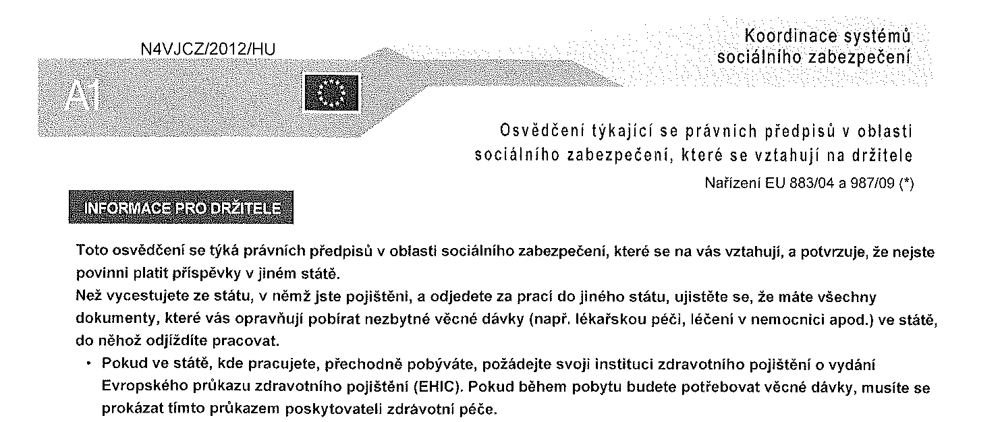 N4VJCZ/2012/HU
Koordinace systémů
sociálního zabezpečení
A1
Osvědčení týkající se právních předpisů v oblasti
sociálního zabezpečení, které se vztahují na držitele
Nařízení EU 883/04 a 987/09 (*)
INFORMACE PRO DRŽITELE
Toto osvědčení se týká právních předpisů v oblasti sociálního zabezpečení, které se na vás vztahují, a potvrzuje, že nejste
povinni platit příspěvky v jiném státě.
Než vycestujete ze státu, v němž jste pojištěni, a odjedete za prací do jiného státu, ujistěte se, že máte všechny
dokumenty, které vás opravňují pobírat nezbytné věcné dávky (např. lékařskou péči, léčení v nemocnici apod.) ve státě,
do něhož odjíždíte pracovat.
• Pokud ve státě, kde pracujete, přechodně pobýváte, požádejte svoji instituci zdravotního pojištění o vydání
Evropského průkazu zdravotního pojištění (EHIC). Pokud během pobytu budete potřebovat věcné dávky, musíte se
prokázat tímto průkazem poskytovateli zdrávotní péče.